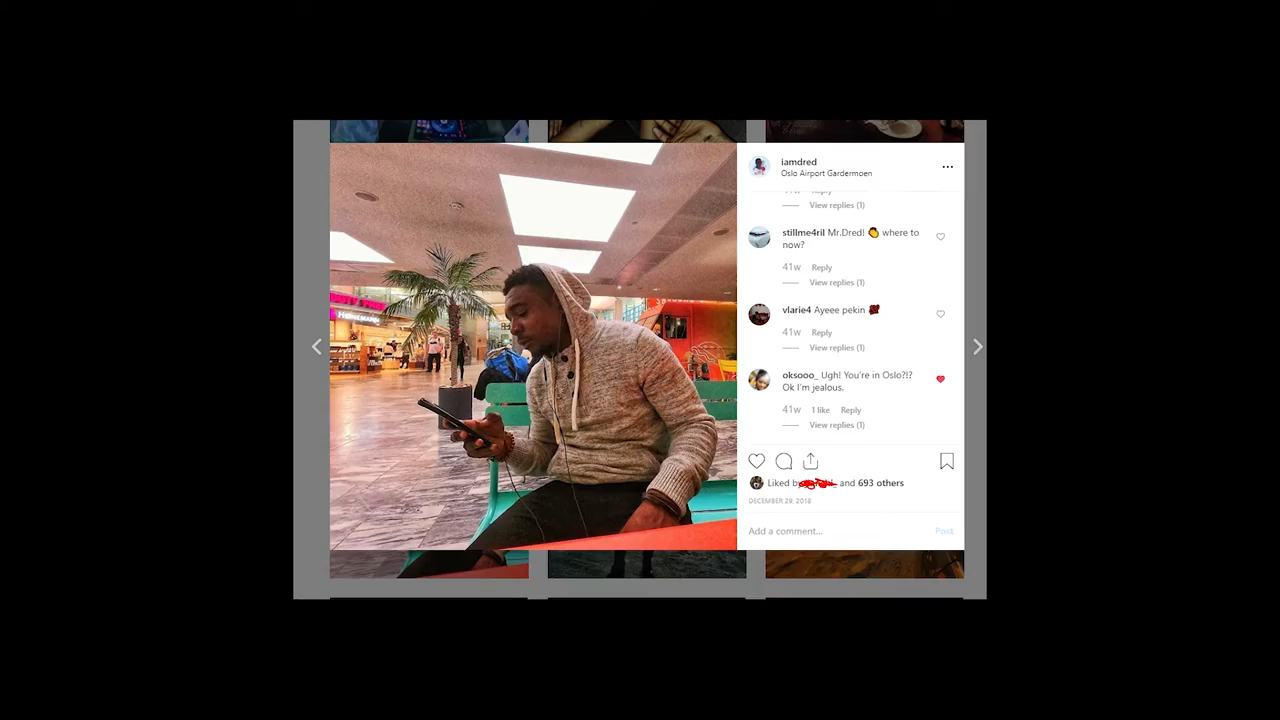 iamdred
Oslo Airport Gardermoen
View replies (1)
stillme4ril Mr.Dred! 👏 where to
now?
41w Reply
View replies (1)
vlarie4 Ayeee pekin 💯
41w Reply
View replies (1)
oksooo_ Ugh! You're in Oslo?!?
Ok I'm jealous.
41w 1 like Reply
View replies (1)
Liked by and 693 others
DECEMBER 29, 2018
Add a comment... Post